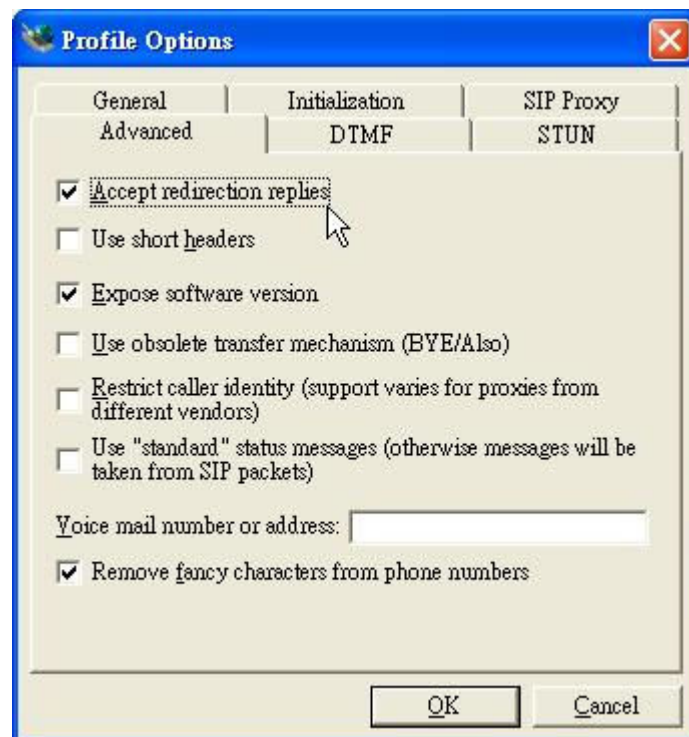 Profile Options
General Initialization SIP Proxy
Advanced DTMF STUN
Accept redirection replies
Use short headers
Expose software version
Use obsolete transfer mechanism (BYE/Also)
Restrict caller identity (support varies for proxies from
different vendors)
Use "standard" status messages (otherwise messages will be
taken from SIP packets)
Voice mail number or address:
Remove fancy characters from phone numbers
OK Cancel